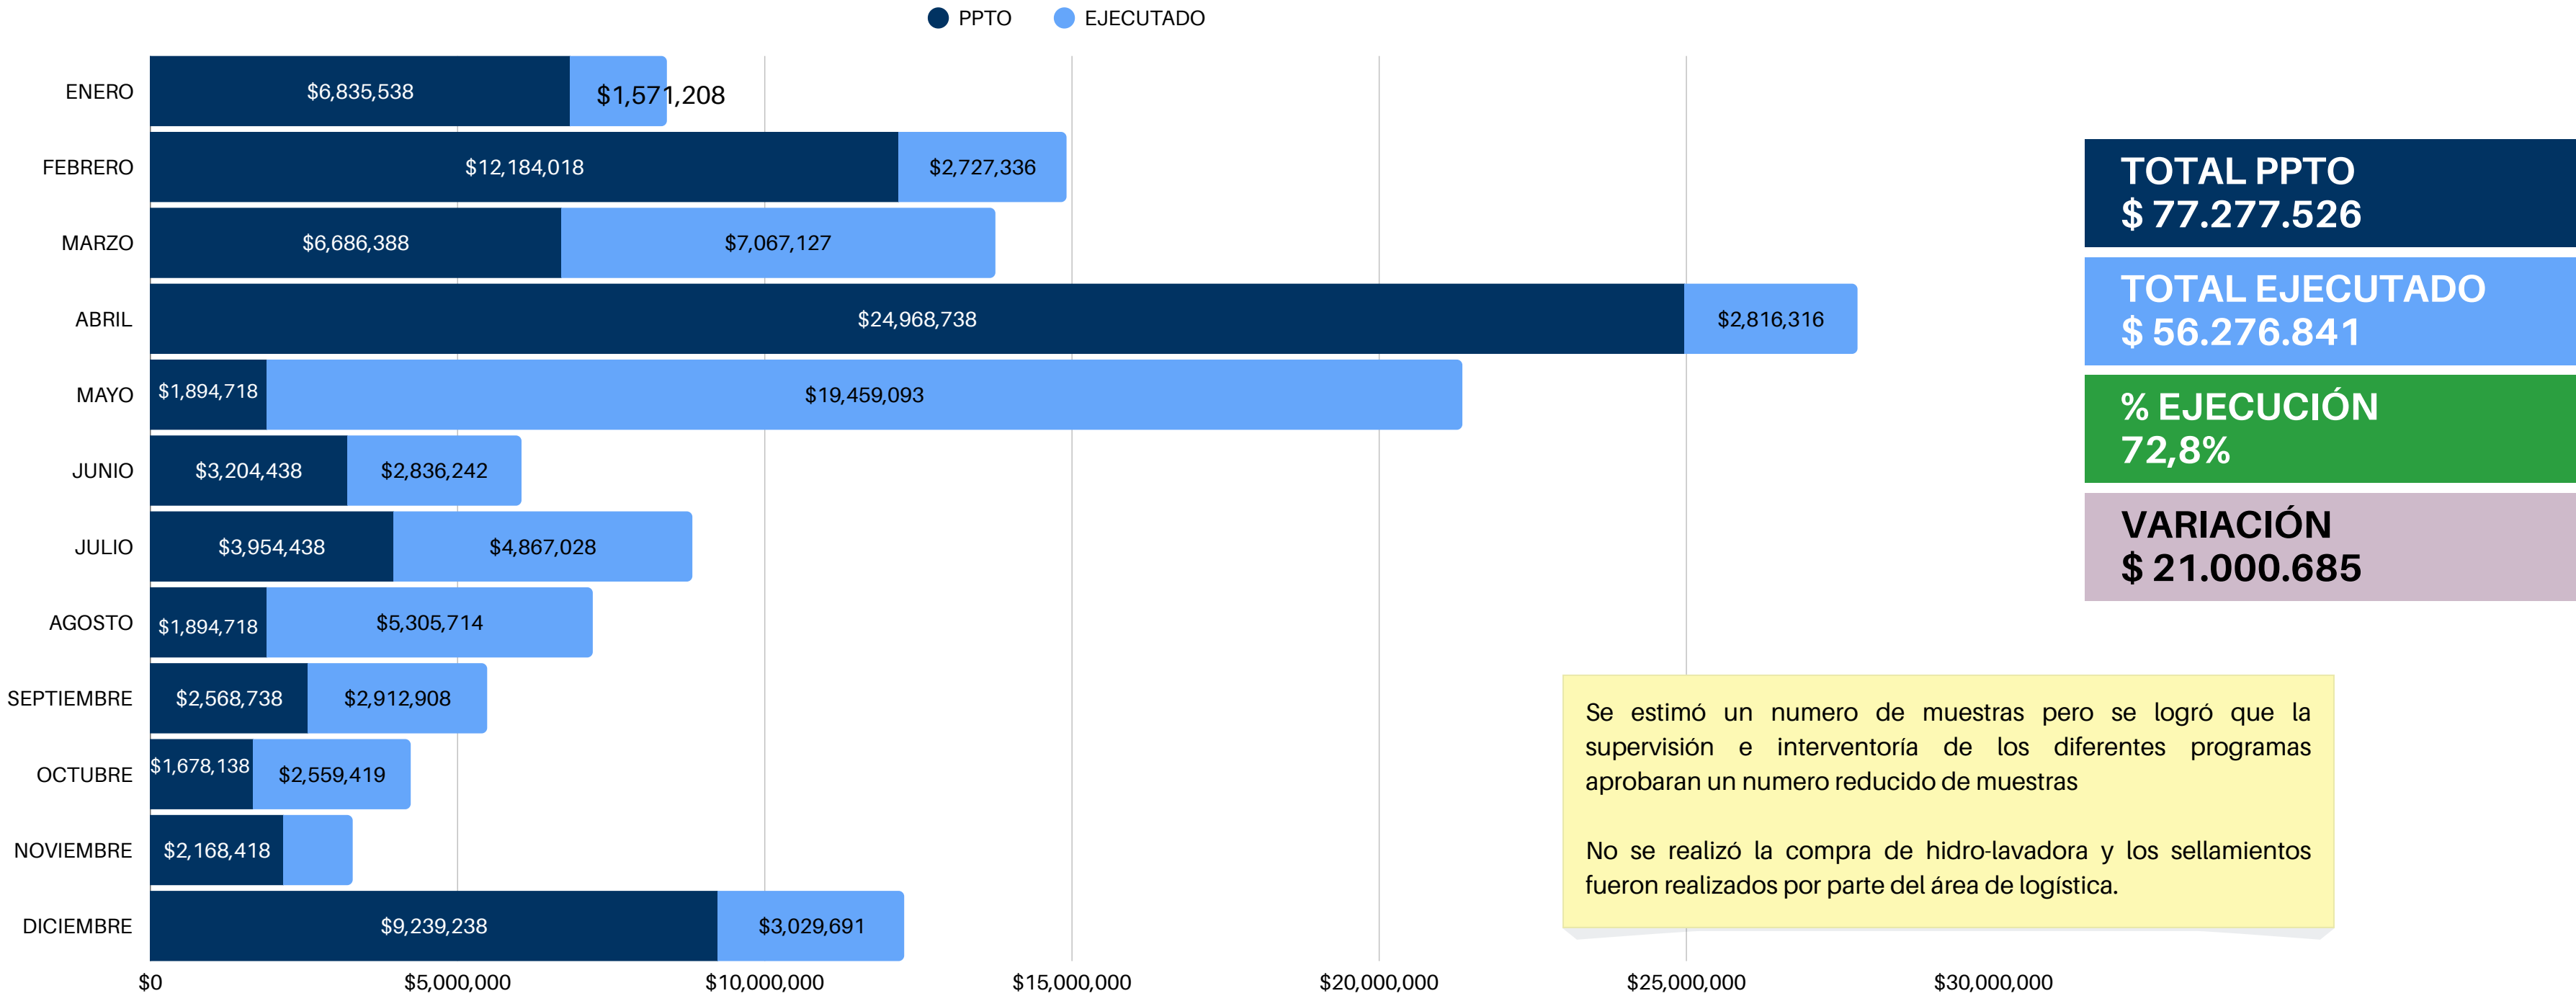 PPTO EJECUTADO
ENERO $6,835,538 $1,571,208
FEBRERO $12,184,018 $2,727,336
MARZO $6,686,388 $7,067,127
ABRIL $24,968,738 $2,816,316
MAYO $1,894,718 $19,459,093
JUNIO $3,204,438 $2,836,242
JULIO $3,954,438 $4,867,028
AGOSTO $1,894,718 $5,305,714
SEPTIEMBRE $2,568,738 $2,912,908
OCTUBRE $1,678,138 $2,559,419
NOVIEMBRE $2,168,418
DICIEMBRE $9,239,238 $3,029,691
$0 $5,000,000 $10,000,000 $15,000,000 $20,000,000 $25,000,000 $30,000,000
TOTAL PPTO
$ 77.277.526
TOTAL EJECUTADO
$ 56.276.841
% EJECUCIÓN
72,8%
VARIACIÓN
$ 21.000.685
Se estimó un numero de muestras pero se logró que la
supervisión e interventoría de los diferentes programas
aprobaran un numero reducido de muestras
No se realizó la compra de hidro-lavadora y los sellamientos
fueron realizados por parte del área de logística.